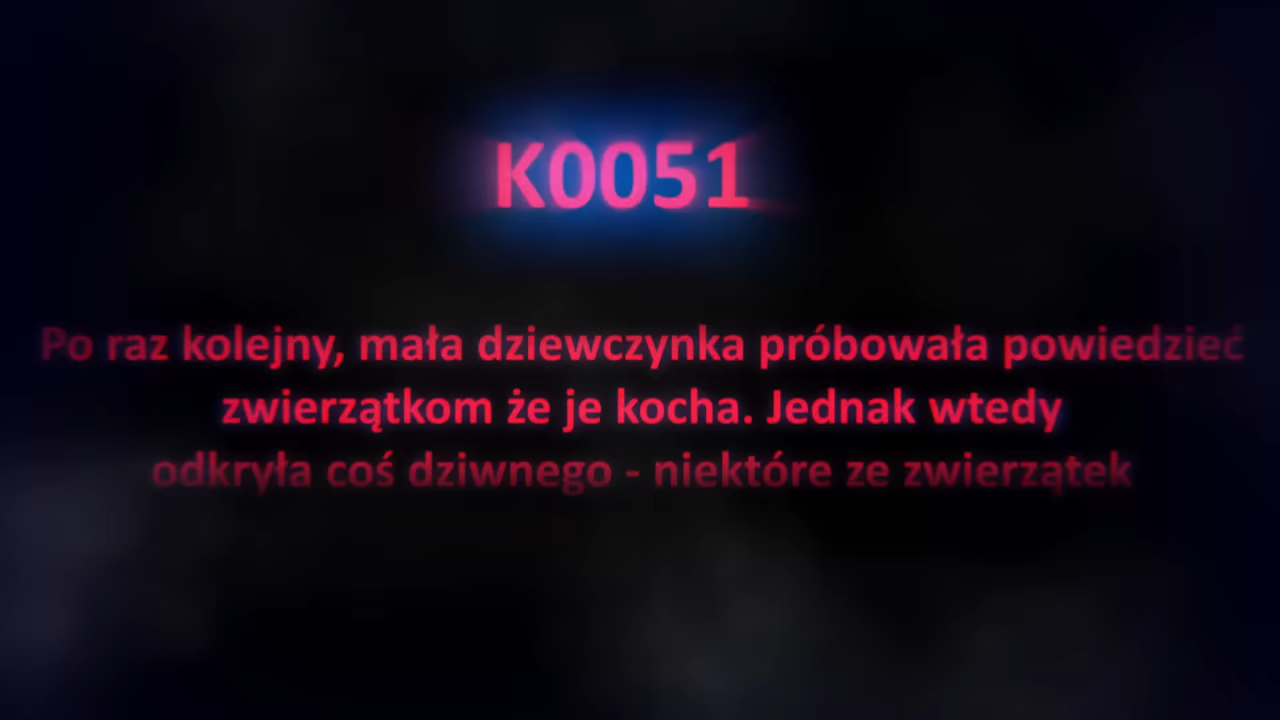 K0051
Po raz kolejny, mała dziewczynka próbowała powiedzieć
zwierzątkom że je kocha. Jednak wtedy
odkryła coś dziwnego - niektóre ze zwierzątek